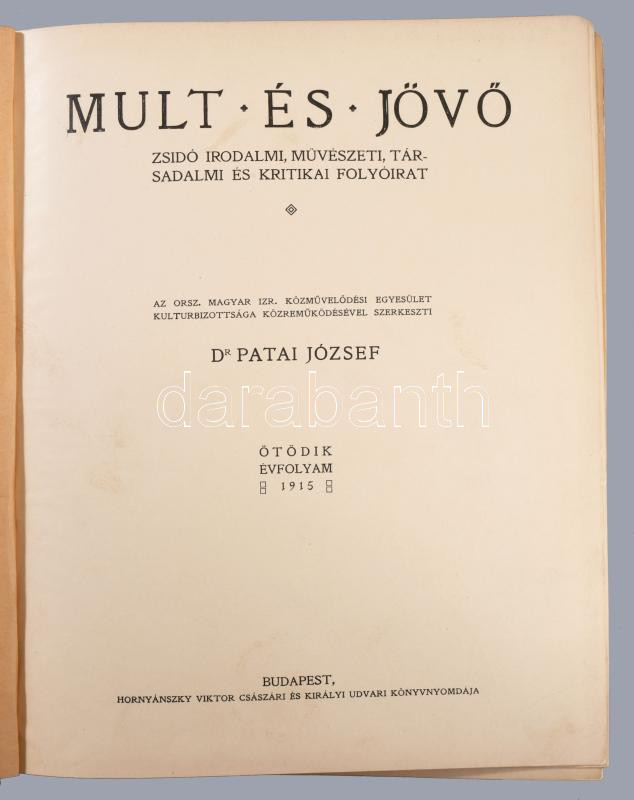 MULT · ÉS · JÖVŐ
ZSIDÓ IRODALMI, MŰVÉSZETI, TÁR-
SADALMI ÉS KRITIKAI FOLYÓIRAT
AZ ORSZ. MAGYAR IZR. KÖZMŰVELŐDÉSI EGYESÜLET
KULTURBIZOTTSÁGA KÖZREMŰKÖDÉSÉVEL SZERKESZTI
DR PATAI JÓZSEF
darabanth
ÖTÖDIK
ÉVFOLYAM
1915
BUDAPEST,
HORNYÁNSZKY VIKTOR CSÁSZÁRI ÉS KIRÁLYI UDVARI KÖNYVNYOMDÁJA